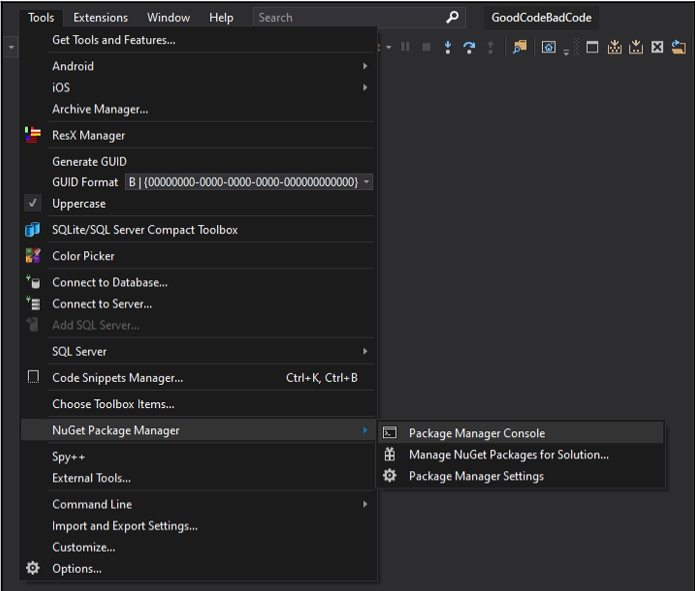 Tools Extensions Window Help Search GoodCodeBadCode
Get Tools and Features...
Android
iOS
Archive Manager...
ResX Manager
Generate GUID
GUID Format B | {00000000-0000-0000-0000-000000000000}
Uppercase
SQLite/SQL Server Compact Toolbox
Color Picker
Connect to Database...
Connect to Server...
Add SQL Server...
SQL Server
Code Snippets Manager... Ctrl+K, Ctrl+B
Choose Toolbox Items...
NuGet Package Manager
Package Manager Console
Manage NuGet Packages for Solution...
Package Manager Settings
Spy++
External Tools...
Command Line
Import and Export Settings...
Customize...
Options...